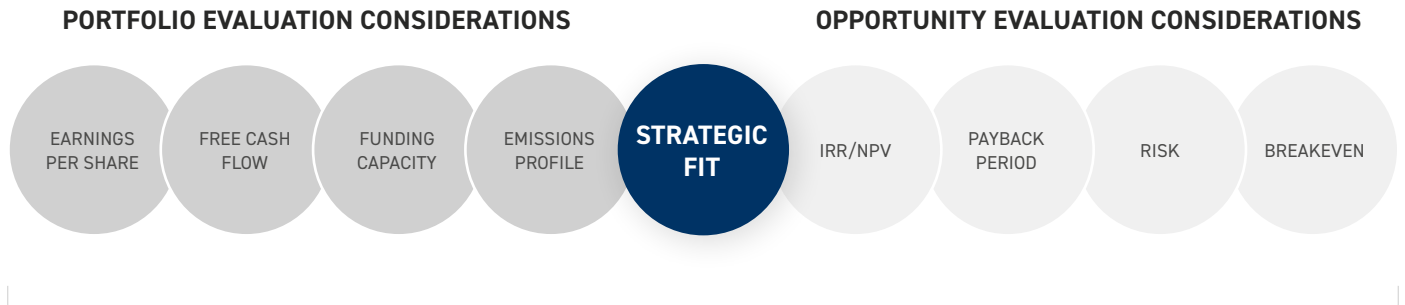 PORTFOLIO EVALUATION CONSIDERATIONS
OPPORTUNITY EVALUATION CONSIDERATIONS
EARNINGS
PER SHARE
FREE CASH
FLOW
FUNDING
CAPACITY
EMISSIONS
PROFILE
STRATEGIC
FIT
IRR/NPV
PAYBACK
PERIOD
RISK
BREAKEVEN